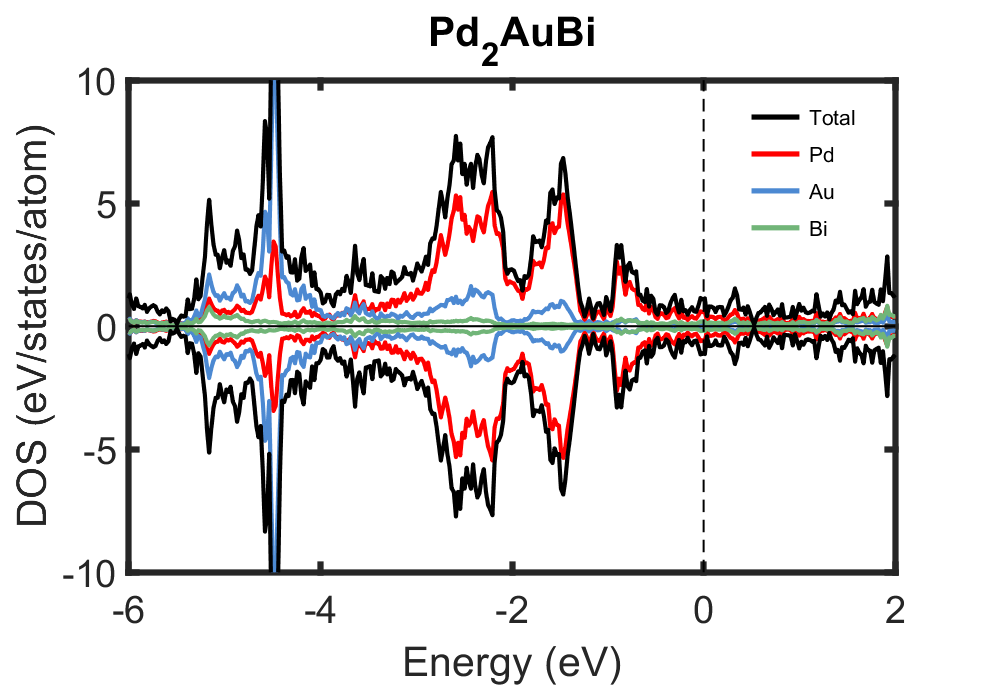 Pd2AuBi
10
5
0
-5
-10
DOS (eV/states/atom)
Total
Pd
Au
Bi
-6
-4
-2
0
2
Energy (eV)